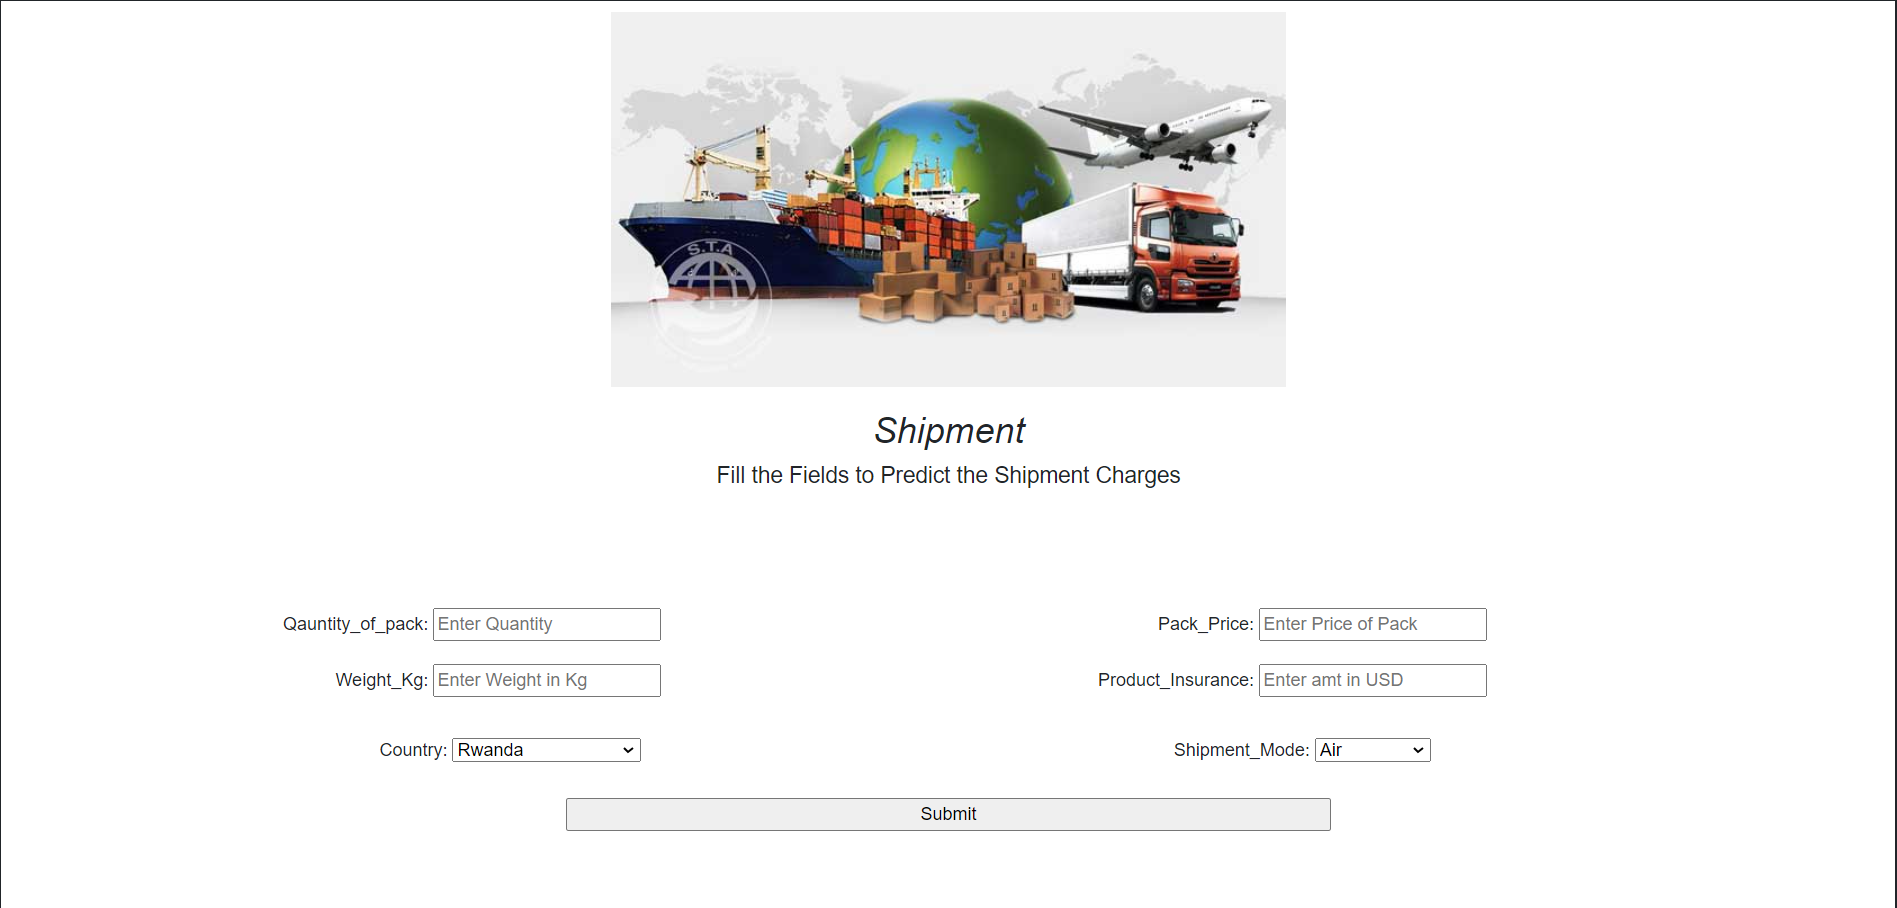 S.T.A
Shipment
Fill the Fields to Predict the Shipment Charges
Qauntity_of_pack: Enter Quantity
Pack_Price: Enter Price of Pack
Weight_Kg: Enter Weight in Kg
Product_Insurance: Enter amt in USD
Country: Rwanda
Shipment_Mode: Air
Submit